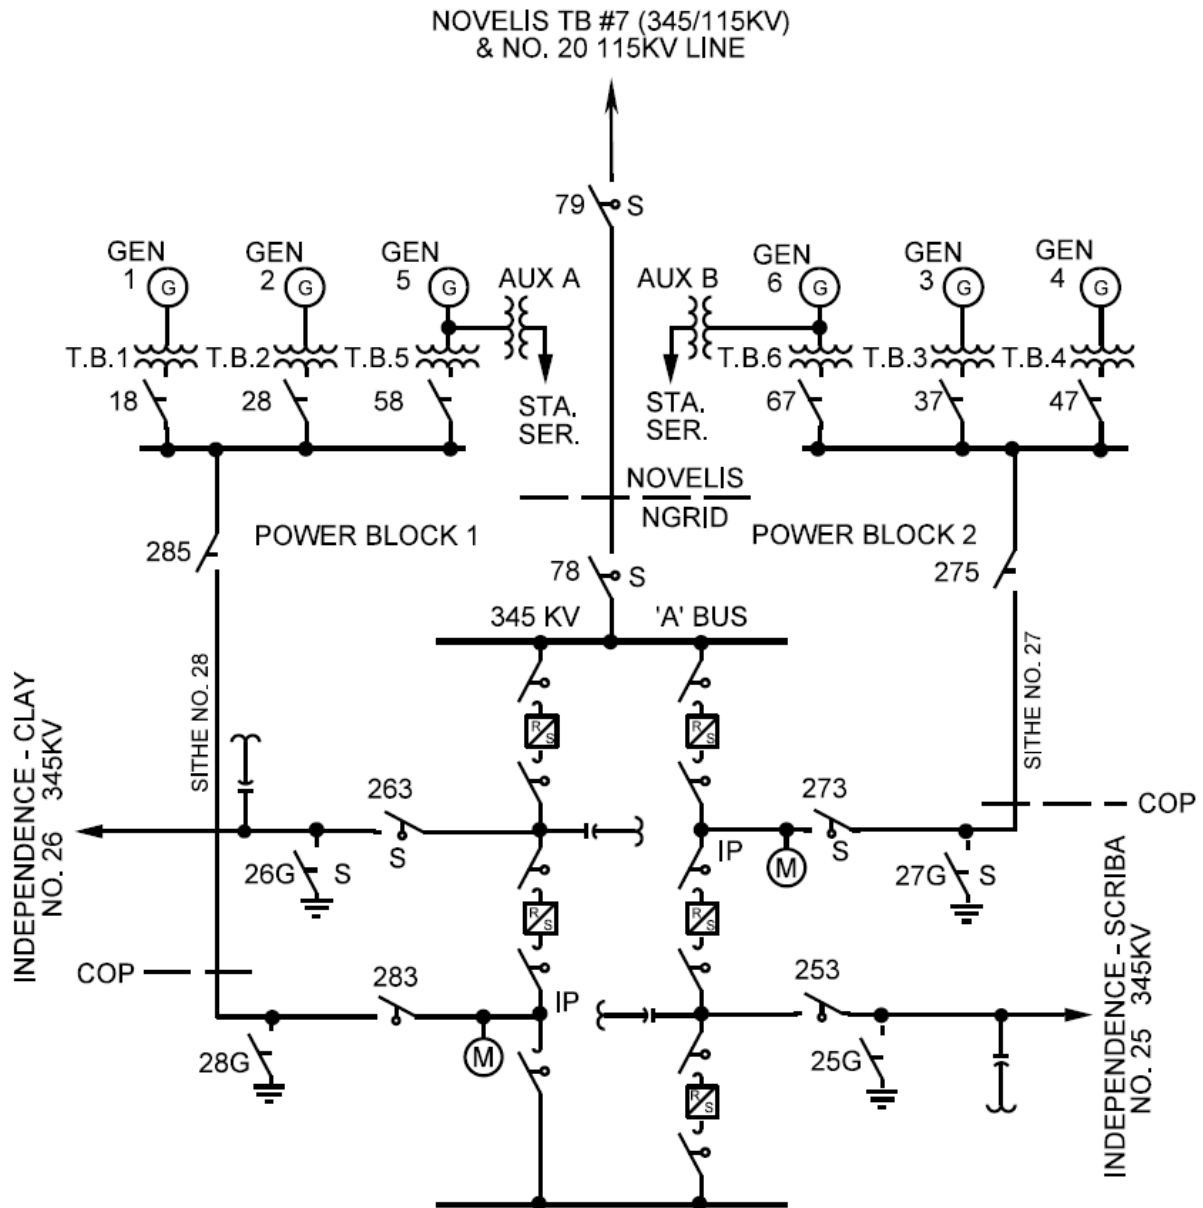 NOVELIS TB #7 (345/115KV)
& NO. 20 115KV LINE
79
S
GEN
1
G
GEN
2
G
GEN
5
G
AUX A
AUX B
GEN
6
G
GEN
3
G
GEN
4
G
T.B.1
T.B.2
T.B.5
T.B.6
T.B.3
T.B.4
18
28
58
STA.
SER.
STA.
SER.
67
37
47
NOVELIS
NGRID
285
POWER BLOCK 1
POWER BLOCK 2
275
78
S
345 KV
'A' BUS
SITHE NO. 28
SITHE NO. 27
R/S
R/S
INDEPENDENCE - CLAY
NO. 26 345KV
263
S
273
S
COP
IP
M
26G
S
27G
S
R/S
R/S
COP
283
IP
253
INDEPENDENCE - SCRIBA
NO. 25 345KV
28G
M
25G
R/S